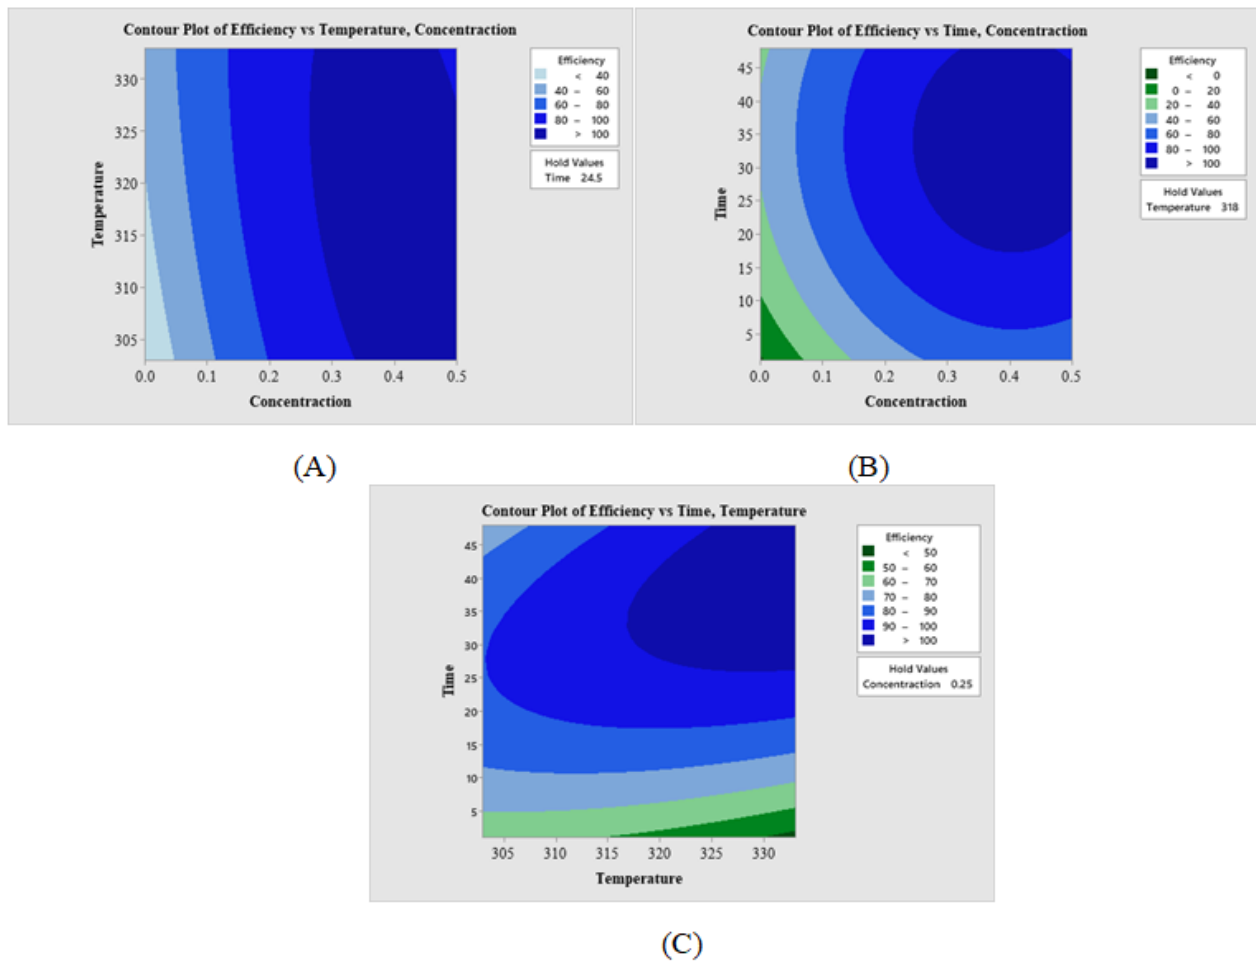 Contour Plot of Efficiency vs Temperature, Concentraction
Efficiency
< 40
40 – 60
60 – 80
80 – 100
> 100
Hold Values
Time 24.5
Temperature
330
325
320
315
310
305
0.0 0.1 0.2 0.3 0.4 0.5
Concentraction
(A)
Contour Plot of Efficiency vs Time, Concentraction
Efficiency
< 0
0 – 20
20 – 40
40 – 60
60 – 80
80 – 100
> 100
Hold Values
Temperature 318
Time
45
40
35
30
25
20
15
10
5
0.0 0.1 0.2 0.3 0.4 0.5
Concentraction
(B)
Contour Plot of Efficiency vs Time, Temperature
Efficiency
< 50
50 – 60
60 – 70
70 – 80
80 – 90
90 – 100
> 100
Hold Values
Concentraction 0.25
Time
45
40
35
30
25
20
15
10
5
305 310 315 320 325 330
Temperature
(C)